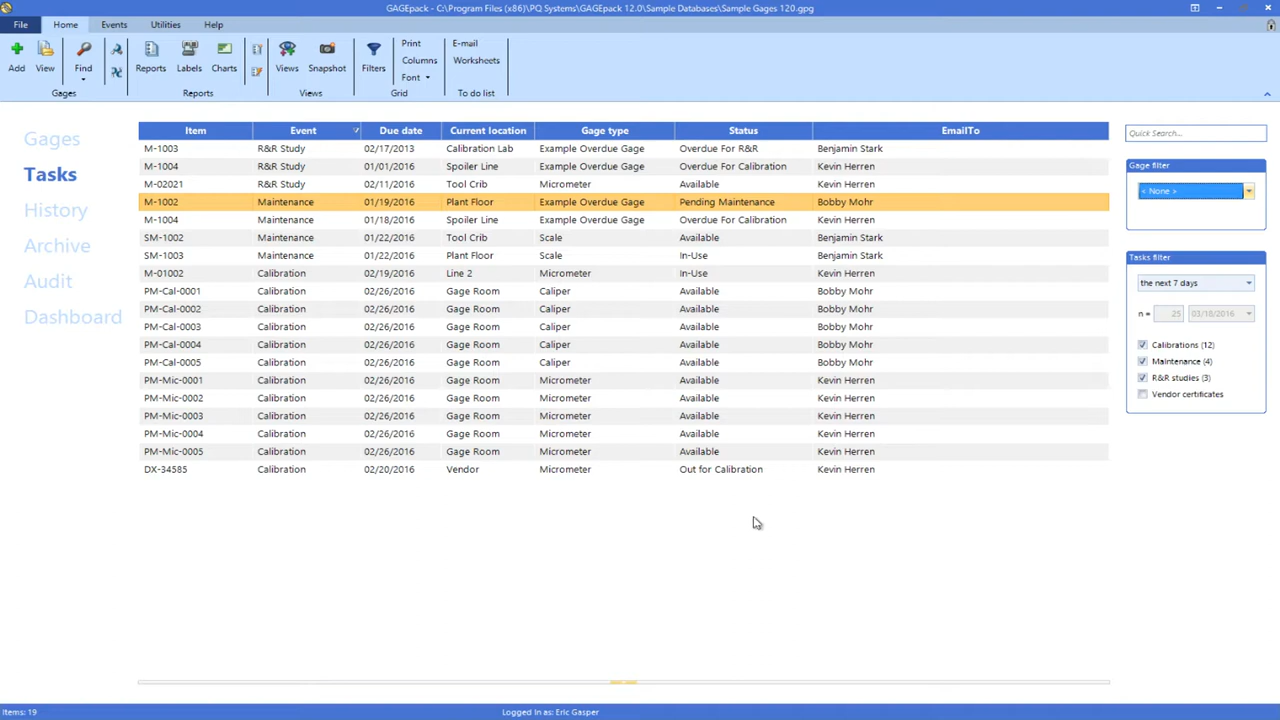 GAGEpack - C:\Program Files (x86)\PQ Systems\GAGEpack 12.0\Sample Databases\Sample Gages 120.gpg
File Home Events Utilities Help
Add View Find Reports Labels Charts Views Snapshot Filters Print Columns Font E-mail Worksheets
Gages Reports Views Grid To do list
Gages
Tasks
History
Archive
Audit
Dashboard
Item Event Due date Current location Gage type Status EmailTo
M-1003 R&R Study 02/17/2013 Calibration Lab Example Overdue Gage Overdue For R&R Benjamin Stark
M-1004 R&R Study 01/01/2016 Spoiler Line Example Overdue Gage Overdue For Calibration Kevin Herren
M-02021 R&R Study 02/11/2016 Tool Crib Micrometer Available Kevin Herren
M-1002 Maintenance 01/19/2016 Plant Floor Example Overdue Gage Pending Maintenance Bobby Mohr
M-1004 Maintenance 01/18/2016 Spoiler Line Example Overdue Gage Overdue For Calibration Kevin Herren
SM-1002 Maintenance 01/22/2016 Tool Crib Scale Available Benjamin Stark
SM-1003 Maintenance 01/22/2016 Plant Floor Scale In-Use Benjamin Stark
M-01002 Calibration 02/19/2016 Line 2 Micrometer In-Use Kevin Herren
PM-Cal-0001 Calibration 02/26/2016 Gage Room Caliper Available Bobby Mohr
PM-Cal-0002 Calibration 02/26/2016 Gage Room Caliper Available Bobby Mohr
PM-Cal-0003 Calibration 02/26/2016 Gage Room Caliper Available Bobby Mohr
PM-Cal-0004 Calibration 02/26/2016 Gage Room Caliper Available Bobby Mohr
PM-Cal-0005 Calibration 02/26/2016 Gage Room Caliper Available Bobby Mohr
PM-Mic-0001 Calibration 02/26/2016 Gage Room Micrometer Available Kevin Herren
PM-Mic-0002 Calibration 02/26/2016 Gage Room Micrometer Available Kevin Herren
PM-Mic-0003 Calibration 02/26/2016 Gage Room Micrometer Available Kevin Herren
PM-Mic-0004 Calibration 02/26/2016 Gage Room Micrometer Available Kevin Herren
PM-Mic-0005 Calibration 02/26/2016 Gage Room Micrometer Available Kevin Herren
DX-34585 Calibration 02/20/2016 Vendor Micrometer Out for Calibration Kevin Herren
Quick Search...
Gage filter
< None >
Tasks filter
the next 7 days
n = 25 03/18/2016
Calibrations (12)
Maintenance (4)
R&R studies (3)
Vendor certificates
Items: 19 Logged In as: Eric Gasper